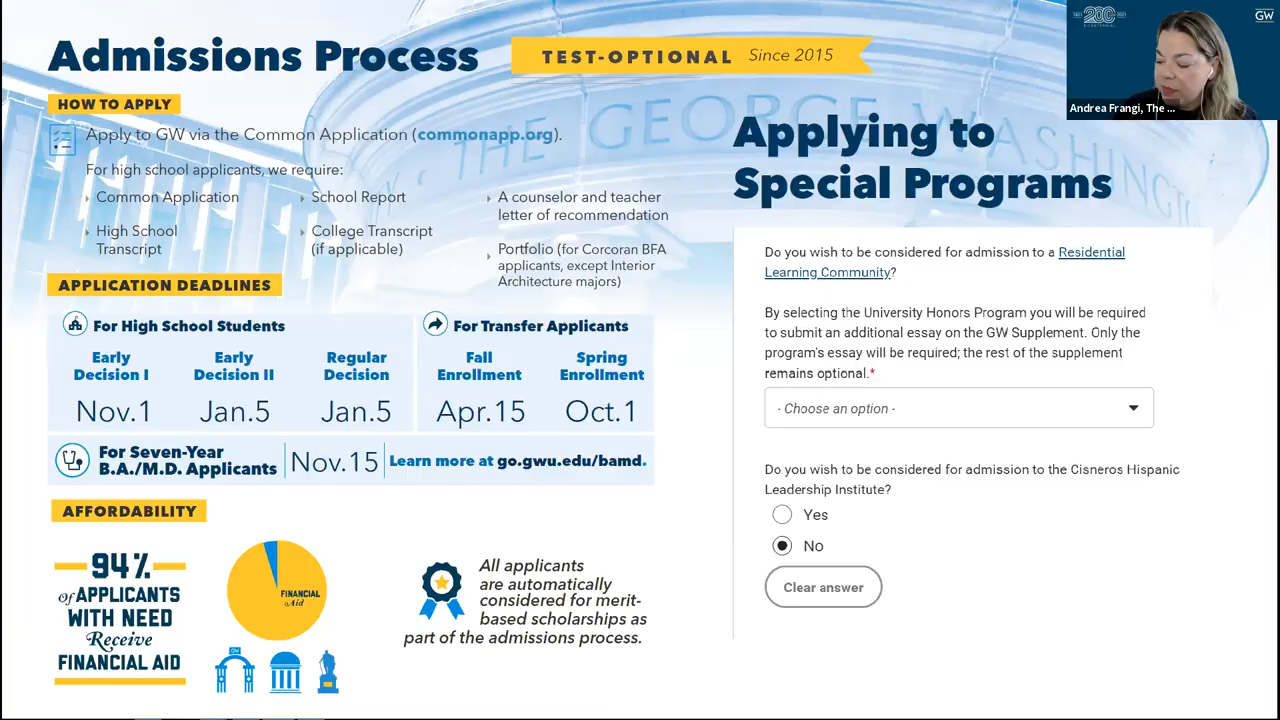 Admissions Process
TEST-OPTIONAL Since 2015
HOW TO APPLY
Apply to GW via the Common Application (commonapp.org).
For high school applicants, we require:
Common Application
High School
Transcript
School Report
College Transcript
(if applicable)
A counselor and teacher
letter of recommendation
Portfolio (for Corcoran BFA
applicants, except Interior
Architecture majors)
APPLICATION DEADLINES
For High School Students
Early
Decision I
Nov.1
Early
Decision II
Jan.5
Regular
Decision
Jan.5
For Transfer Applicants
Fall
Enrollment
Apr.15
Spring
Enrollment
Oct.1
For Seven-Year
B.A./M.D. Applicants
Nov.15
Learn more at go.gwu.edu/bamd.
AFFORDABILITY
94%
of APPLICANTS
WITH NEED
Receive
FINANCIAL AID
FINANCIAL
Aid
GW
All applicants
are automatically
considered for merit-
based scholarships as
part of the admissions process.
THE GEORGE WASHINGTON
200
GW
Andrea Frangi, The ...
Applying to
Special Programs
Do you wish to be considered for admission to a Residential
Learning Community?
By selecting the University Honors Program you will be required
to submit an additional essay on the GW Supplement. Only the
program's essay will be required; the rest of the supplement
remains optional.*
- Choose an option -
Do you wish to be considered for admission to the Cisneros Hispanic
Leadership Institute?
Yes
No
Clear answer